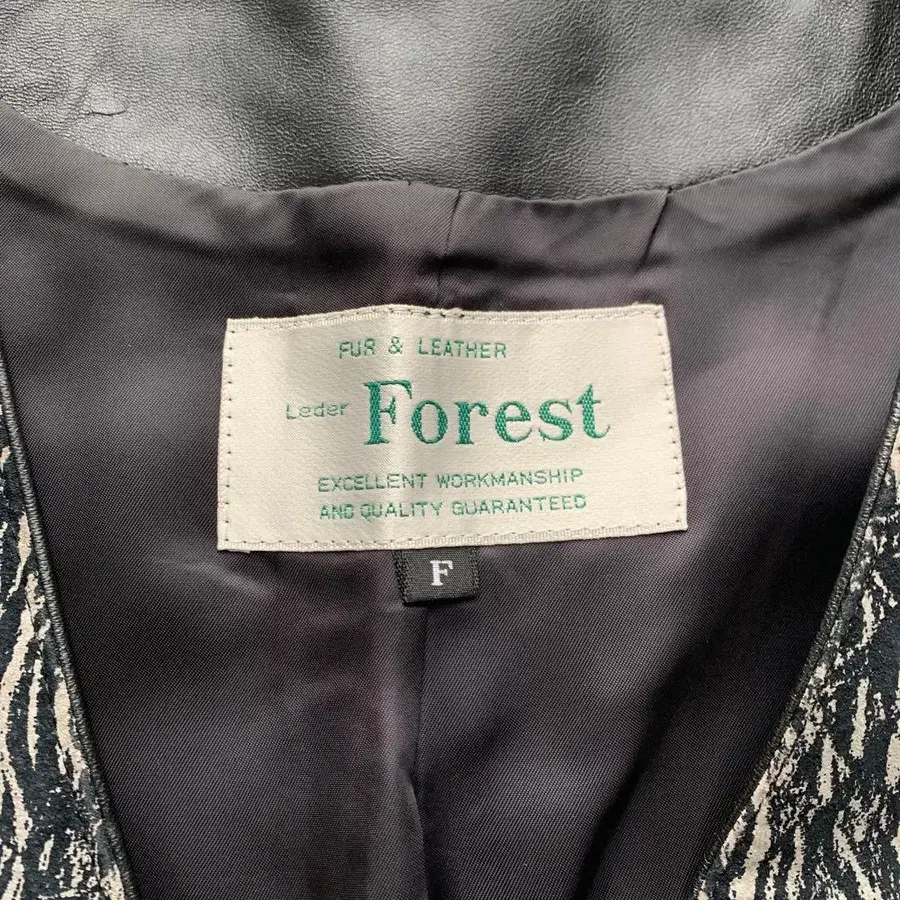 FUR & LEATHER
Leder Forest
EXCELLENT WORKMANSHIP
AND QUALITY GUARANTEED
F